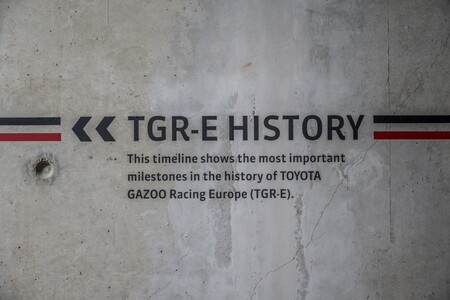 TGR-E HISTORY
This timeline shows the most important
milestones in the history of TOYOTA
GAZOO Racing Europe (TGR-E).